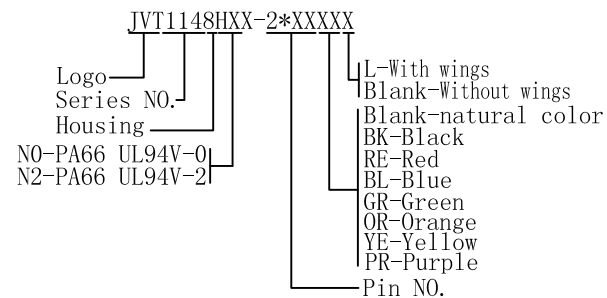 JVT1148HXX-2*XXXXX
L-With wings
Logo
Blank-Without wings
Series NO.
Blank-natural color
Housing
BK-Black
N0-PA66 UL94V-0
RE-Red
N2-PA66 UL94V-2
BL-Blue
GR-Green
OR-Orange
YE-Yellow
PR-Purple
Pin NO.